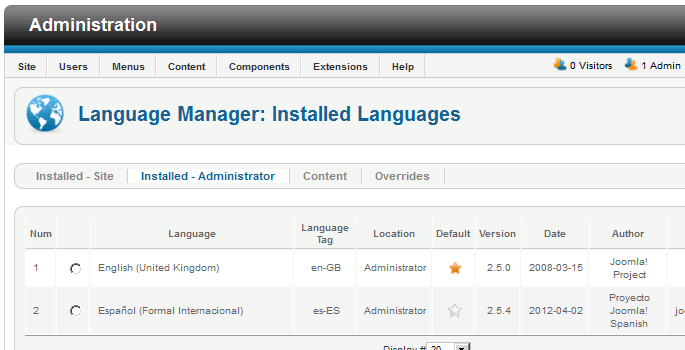 Administration
Site Users Menus Content Components Extensions Help 0 Visitors 1 Admin
Language Manager: Installed Languages
Installed - Site Installed - Administrator Content Overrides
Num Language Language Tag Location Default Version Date Author
1 English (United Kingdom) en-GB Administrator 2.5.0 2008-03-15 Joomla! Project
2 Español (Formal Internacional) es-ES Administrator 2.5.4 2012-04-02 Proyecto Joomla! Spanish
Display # 20